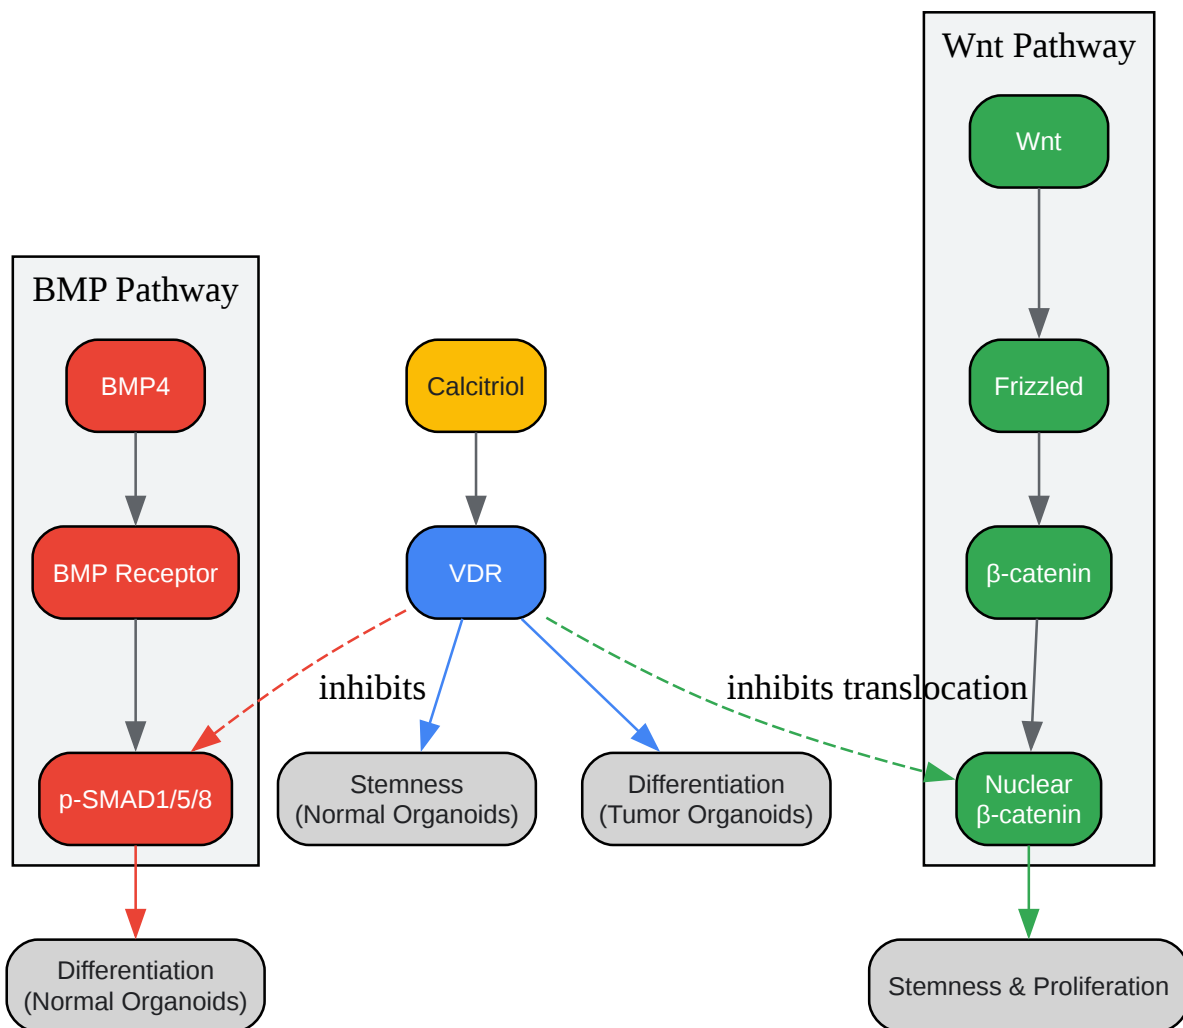 Wnt Pathway
Wnt
BMP Pathway
BMP4
Calcitriol
Frizzled
BMP Receptor
VDR
β-catenin
inhibits
inhibits translocation
p-SMAD1/5/8
Stemness
(Normal Organoids)
Differentiation
(Tumor Organoids)
Nuclear
β-catenin
Differentiation
(Normal Organoids)
Stemness & Proliferation